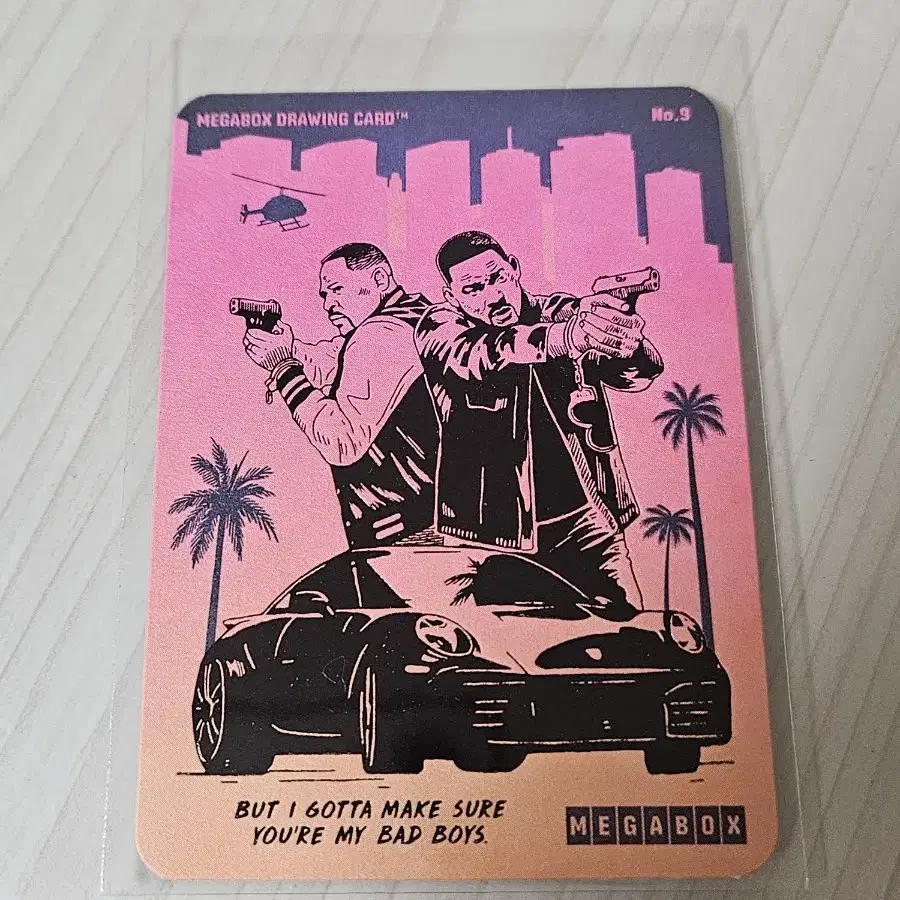 MEGABOX DRAWING CARD™
No.9
BUT I GOTTA MAKE SURE
YOU'RE MY BAD BOYS.
MEGABOX